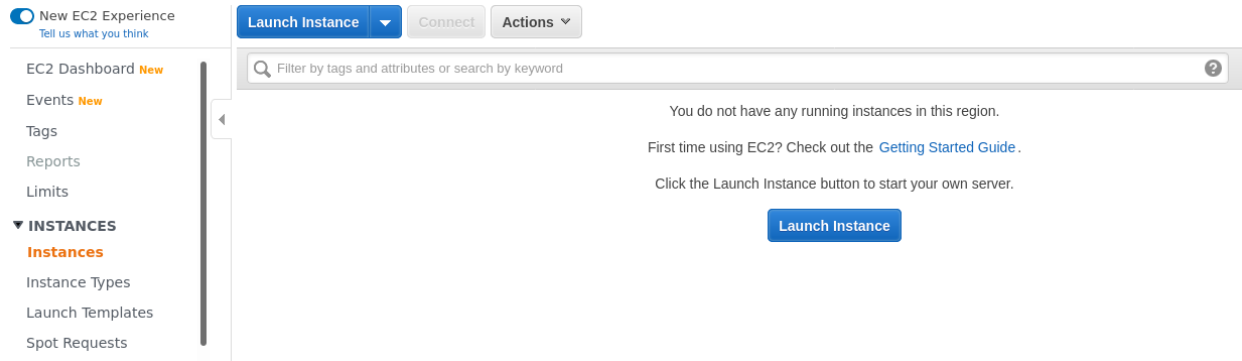 New EC2 Experience
Tell us what you think
EC2 Dashboard New
Events New
Tags
Reports
Limits
INSTANCES
Instances
Instance Types
Launch Templates
Spot Requests
Launch Instance
Connect
Actions
Filter by tags and attributes or search by keyword
You do not have any running instances in this region.
First time using EC2? Check out the Getting Started Guide.
Click the Launch Instance button to start your own server.
Launch Instance